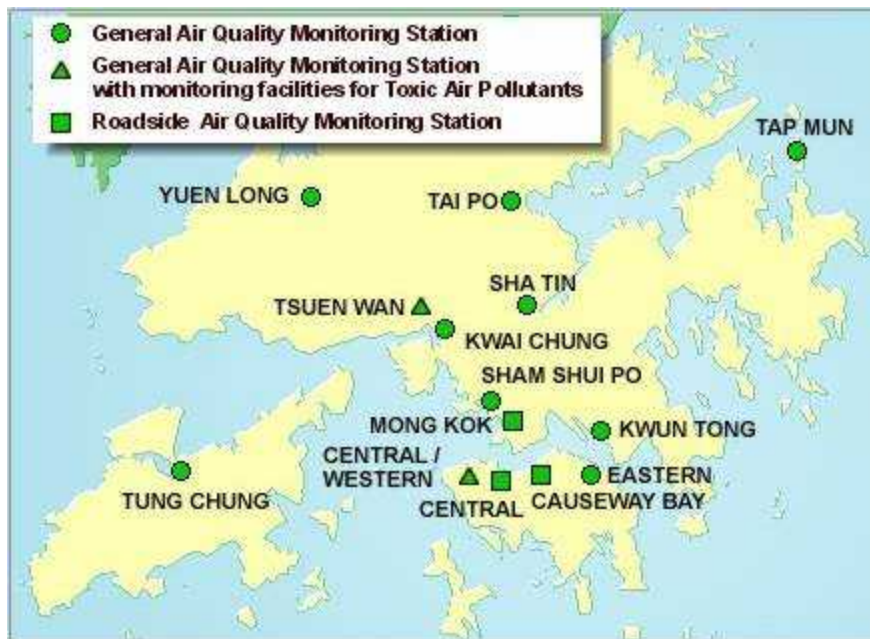 General Air Quality Monitoring Station
General Air Quality Monitoring Station
with monitoring facilities for Toxic Air Pollutants
Roadside Air Quality Monitoring Station
TAP MUN
YUEN LONG
TAI PO
SHA TIN
TSUEN WAN
KWAI CHUNG
SHAM SHUI PO
MONG KOK
KWUN TONG
CENTRAL /
WESTERN
EASTERN
TUNG CHUNG
CENTRAL
CAUSEWAY BAY